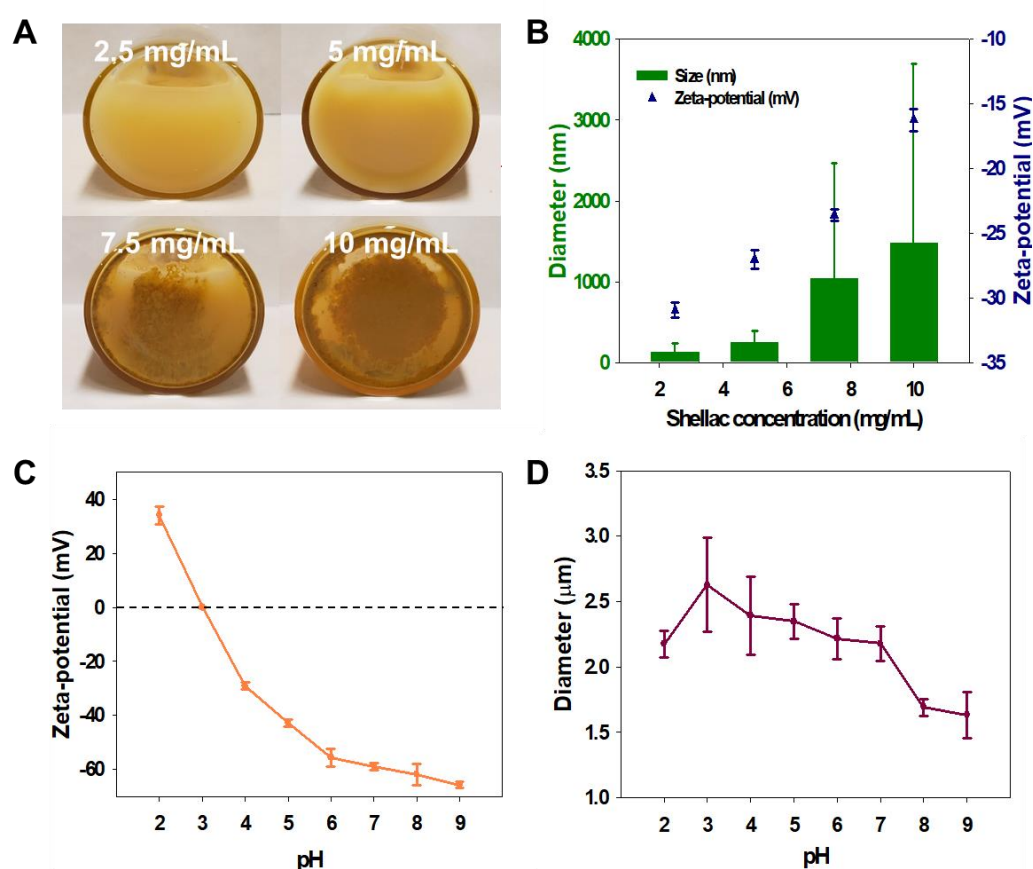 A
2.5 mg/mL
5 mg/mL
7.5 mg/mL
10 mg/mL
B
4000
3000
2000
1000
0
Diameter (nm)
Size (nm)
Zeta-potential (mV)
-10
-15
-20
-25
-30
-35
Zeta-potential (mV)
2 4 6 8 10
Shellac concentration (mg/mL)
C
40
20
0
-20
-40
-60
Zeta-potential (mV)
2 3 4 5 6 7 8 9
pH
D
3.5
3.0
2.5
2.0
1.5
1.0
Diameter (μm)
2 3 4 5 6 7 8 9
pH